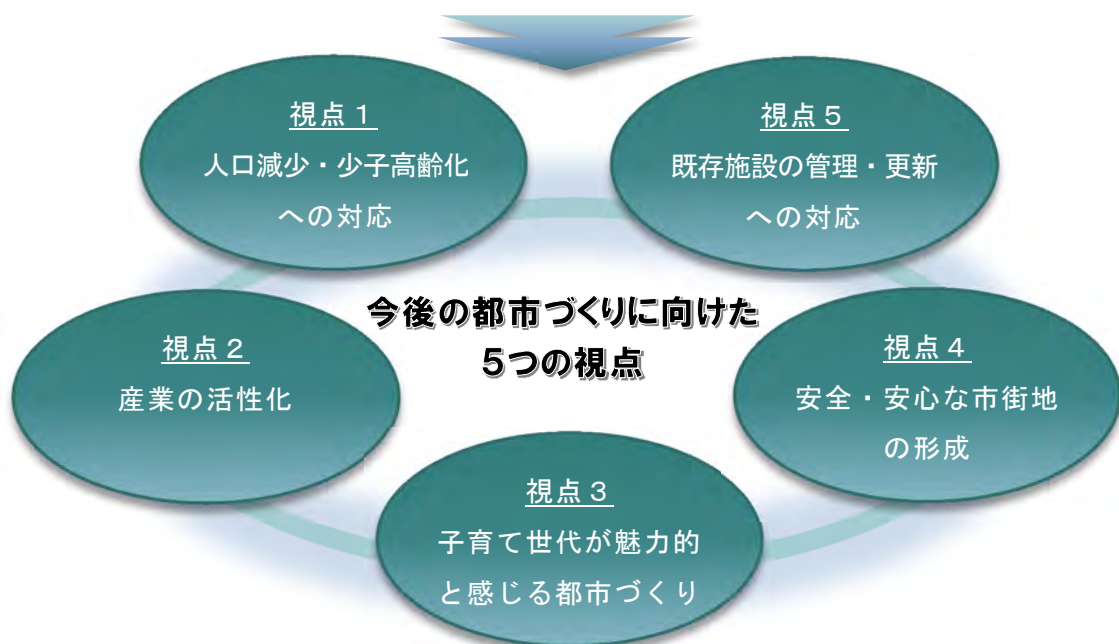 今後の都市づくりに向けた
5つの視点
視点１
人口減少・少子高齢化
への対応
視点２
産業の活性化
視点３
子育て世代が魅力的
と感じる都市づくり
視点４
安全・安心な市街地
の形成
視点５
既存施設の管理・更新
への対応